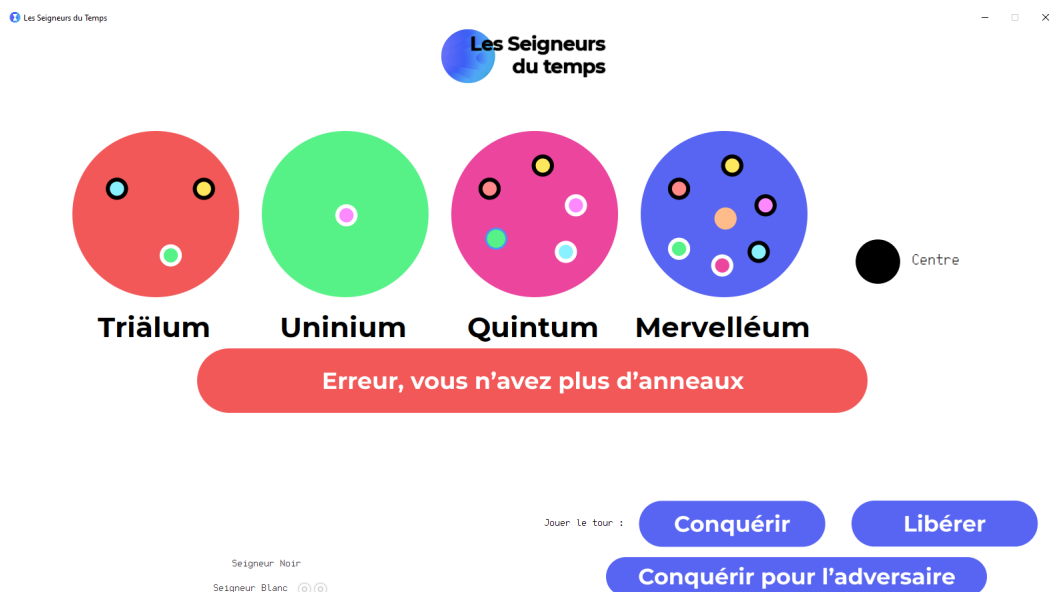 Les Seigneurs du Temps
Les Seigneurs
du temps
Centre
Triälum
Uninium
Quintum
Mervelléum
Erreur, vous n’avez plus d’anneaux
Jouer le tour :
Conquérir
Libérer
Seigneur Noir
Conquérir pour l’adversaire
Seigneur Blanc